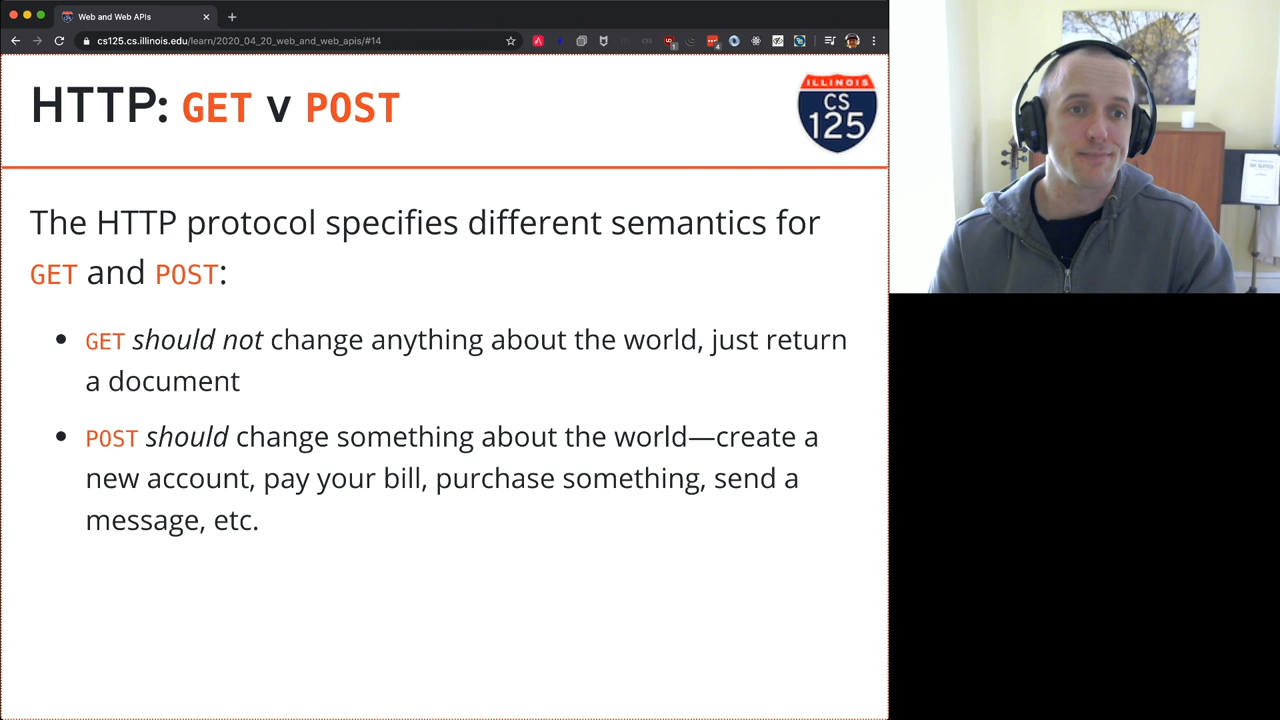 Web and Web APIs
cs125.cs.illinois.edu/learn/2020_04_20_web_and_web_apis/#14
HTTP: GET v POST
ILLINOIS
CS
125
The HTTP protocol specifies different semantics for
GET and POST:
• GET should not change anything about the world, just return
a document
• POST should change something about the world—create a
new account, pay your bill, purchase something, send a
message, etc.